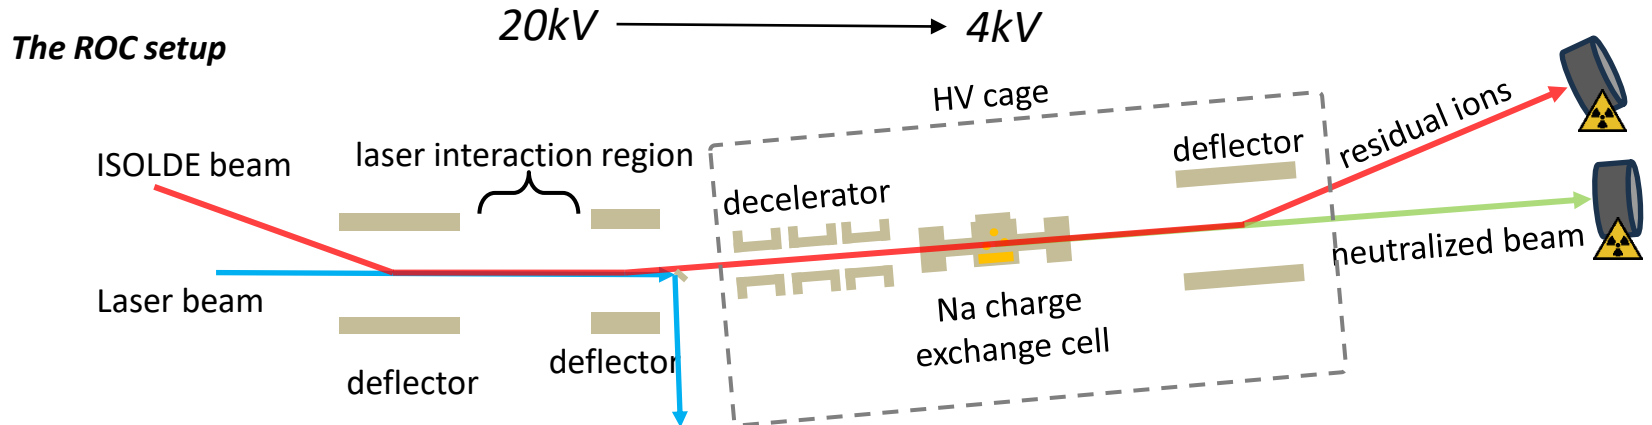 20kV
4kV
The ROC setup
HV cage
ISOLDE beam
laser interaction region
deflector
residual ions
decelerator
neutralized beam
Laser beam
Na charge
exchange cell
deflector
deflector